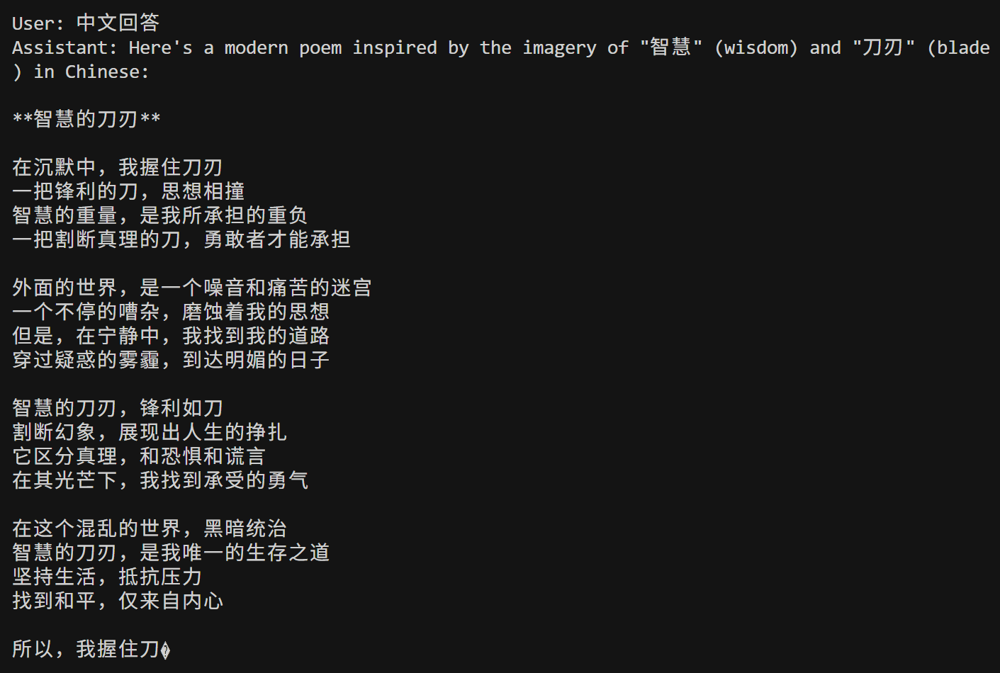 User: 中文回答
Assistant: Here's a modern poem inspired by the imagery of "智慧" (wisdom) and "刀刃" (blade
) in Chinese:
**智慧的刀刃**
在沉默中，我握住刀刃
一把锋利的刀，思想相撞
智慧的重量，是我所承担的重负
一把割断真理的刀，勇敢者才能承担
外面的世界，是一个噪音和痛苦的迷宫
一个不停的嘈杂，磨蚀着我的思想
但是，在宁静中，我找到我的道路
穿过疑惑的雾霾，到达明媚的日子
智慧的刀刃，锋利如刀
割断幻象，展现出人生的挣扎
它区分真理，和恐惧和谎言
在其光芒下，我找到承受的勇气
在这个混乱的世界，黑暗统治
智慧的刀刃，是我唯一的生存之道
坚持生活，抵抗压力
找到和平，仅来自内心
所以，我握住刀�